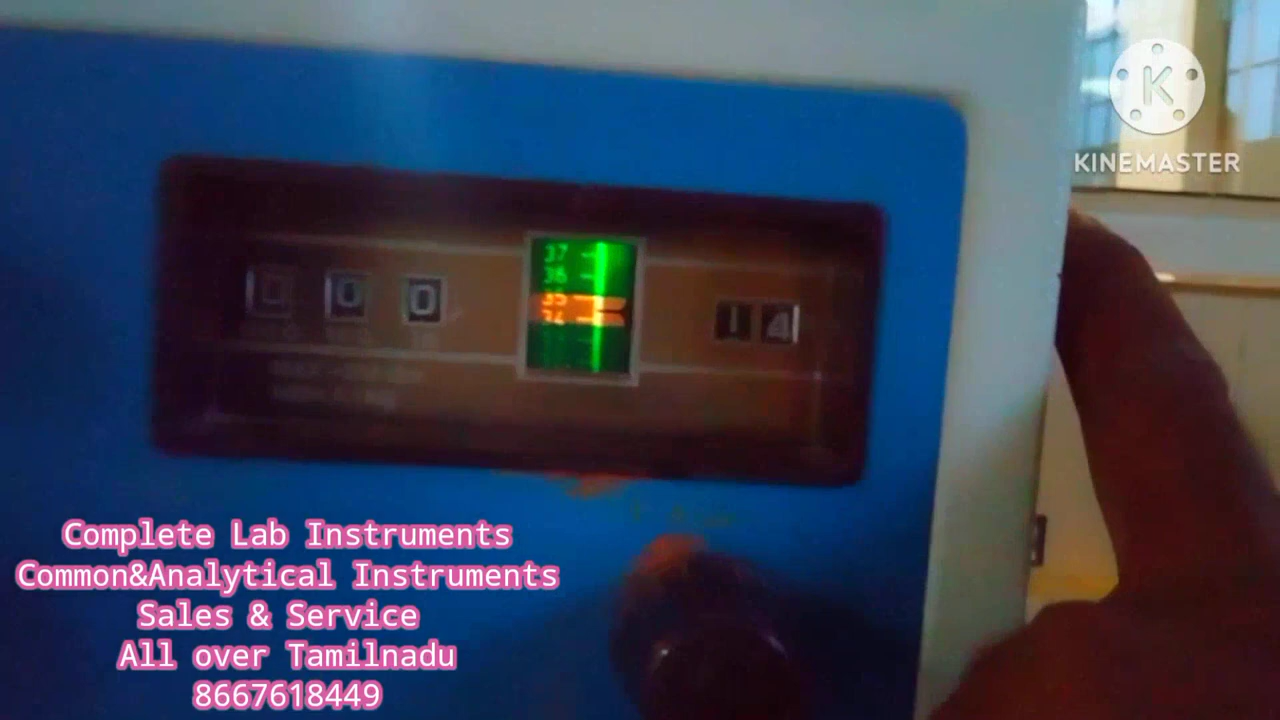 K
KINEMASTER
0 0 0
37
36
35
34
14
Complete Lab Instruments
Common&Analytical Instruments
Sales & Service
All over Tamilnadu
8667618449